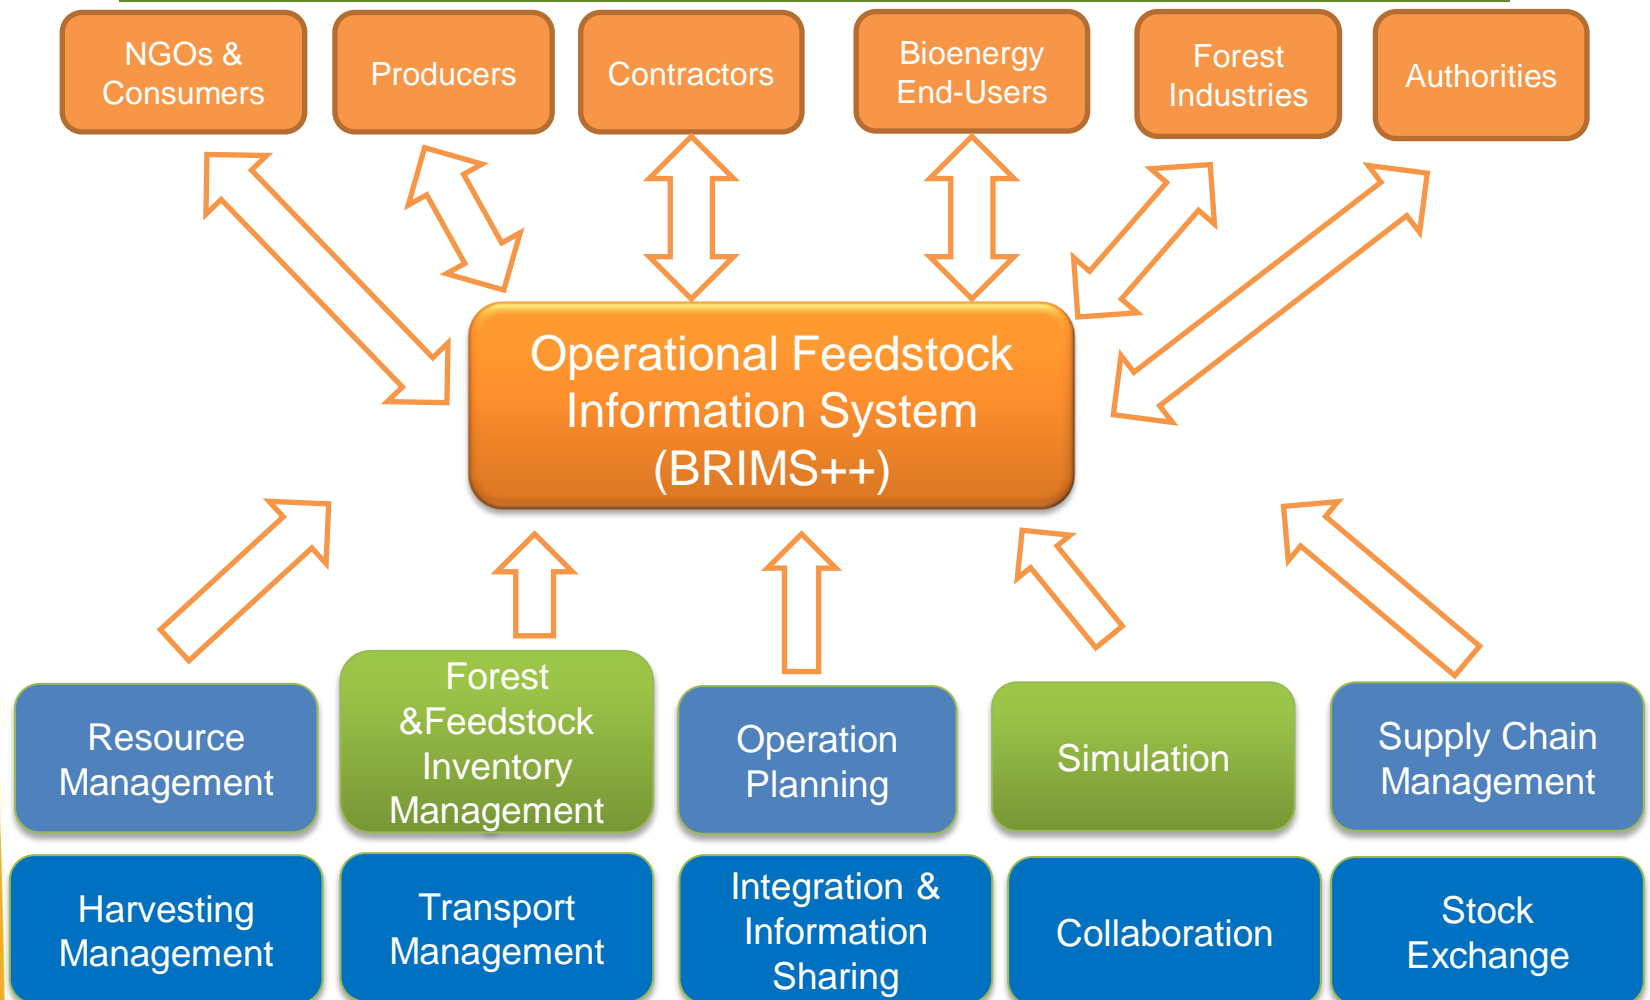 NGOs &
Consumers
Producers
Contractors
Bioenergy
End-Users
Forest
Industries
Authorities
Operational Feedstock
Information System
(BRIMS++)
Resource
Management
Forest
&Feedstock
Inventory
Management
Operation
Planning
Simulation
Supply Chain
Management
Harvesting
Management
Transport
Management
Integration &
Information
Sharing
Collaboration
Stock
Exchange